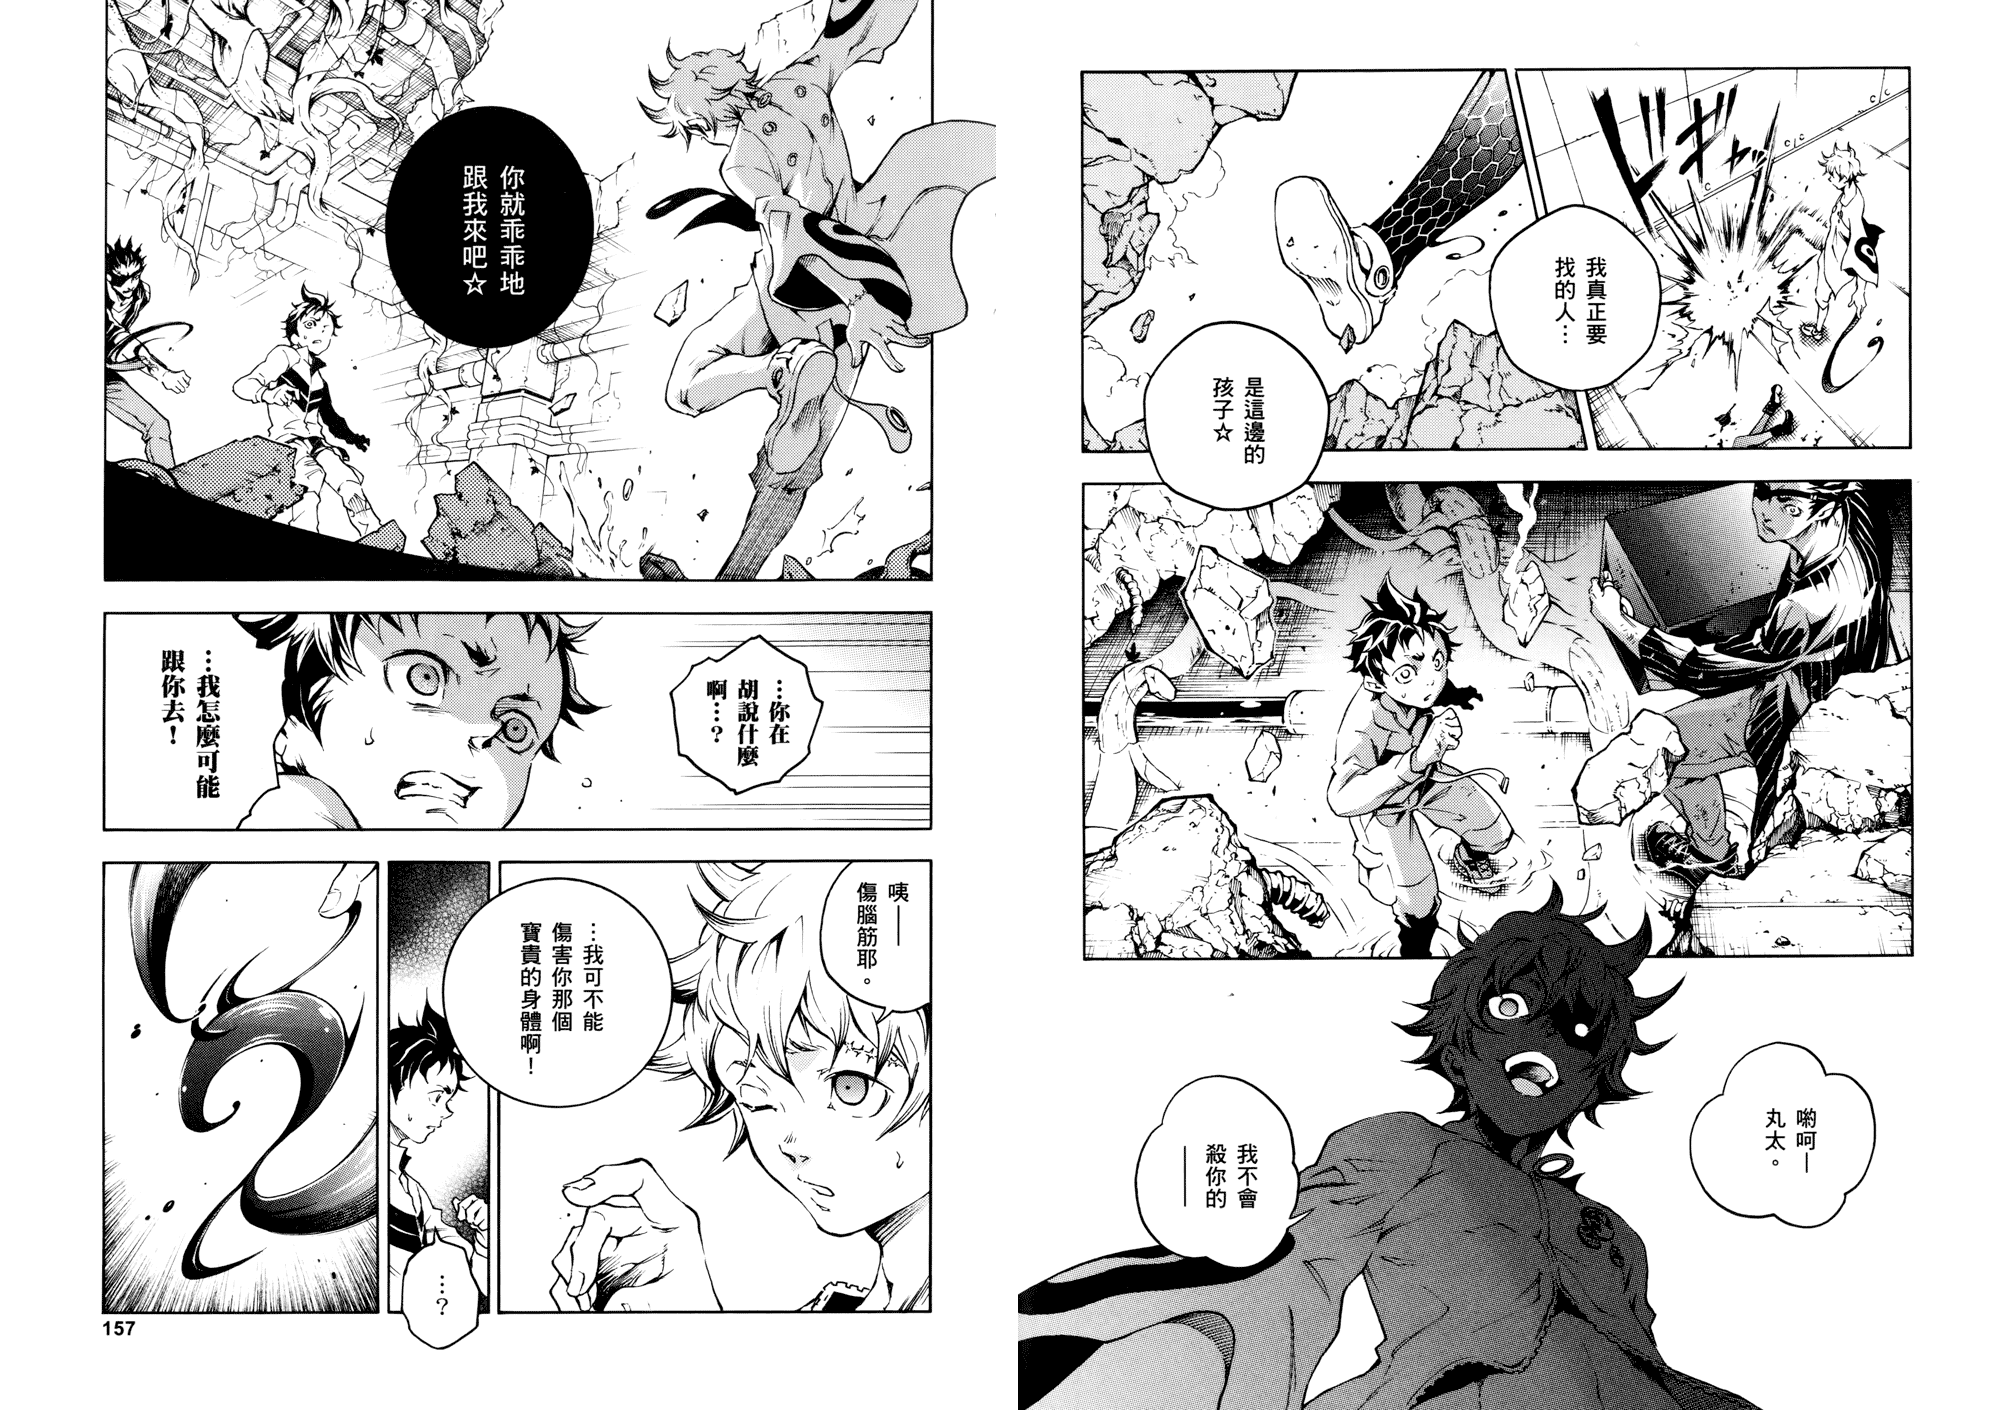 ドギャッ
我真正要
找的人…
是這邊的
孩子☆
喲呵—
丸太。
我不會
殺你的
——
你就乖乖地
跟我來吧☆
…你在
胡說什麼
啊…?
…我怎麼可能
跟你去!
咦——
傷腦筋耶。
…我可不能
傷害你那個
寶貴的身體啊!
…?
157